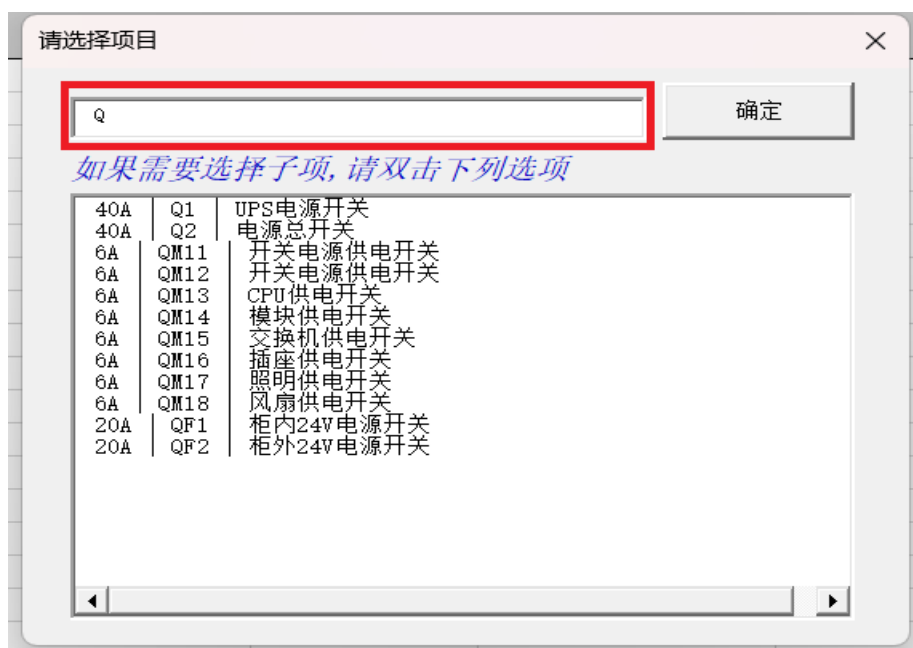 请选择项目
Q
确定
如果需要选择子项,请双击下列选项
40A | Q1 | UPS电源开关
40A | Q2 | 电源总开关
6A | QM11 | 开关电源供电开关
6A | QM12 | 开关电源供电开关
6A | QM13 | CPU供电开关
6A | QM14 | 模块供电开关
6A | QM15 | 交换机供电开关
6A | QM16 | 插座供电开关
6A | QM17 | 照明供电开关
6A | QM18 | 风扇供电开关
20A | QF1 | 柜内24V电源开关
20A | QF2 | 柜外24V电源开关